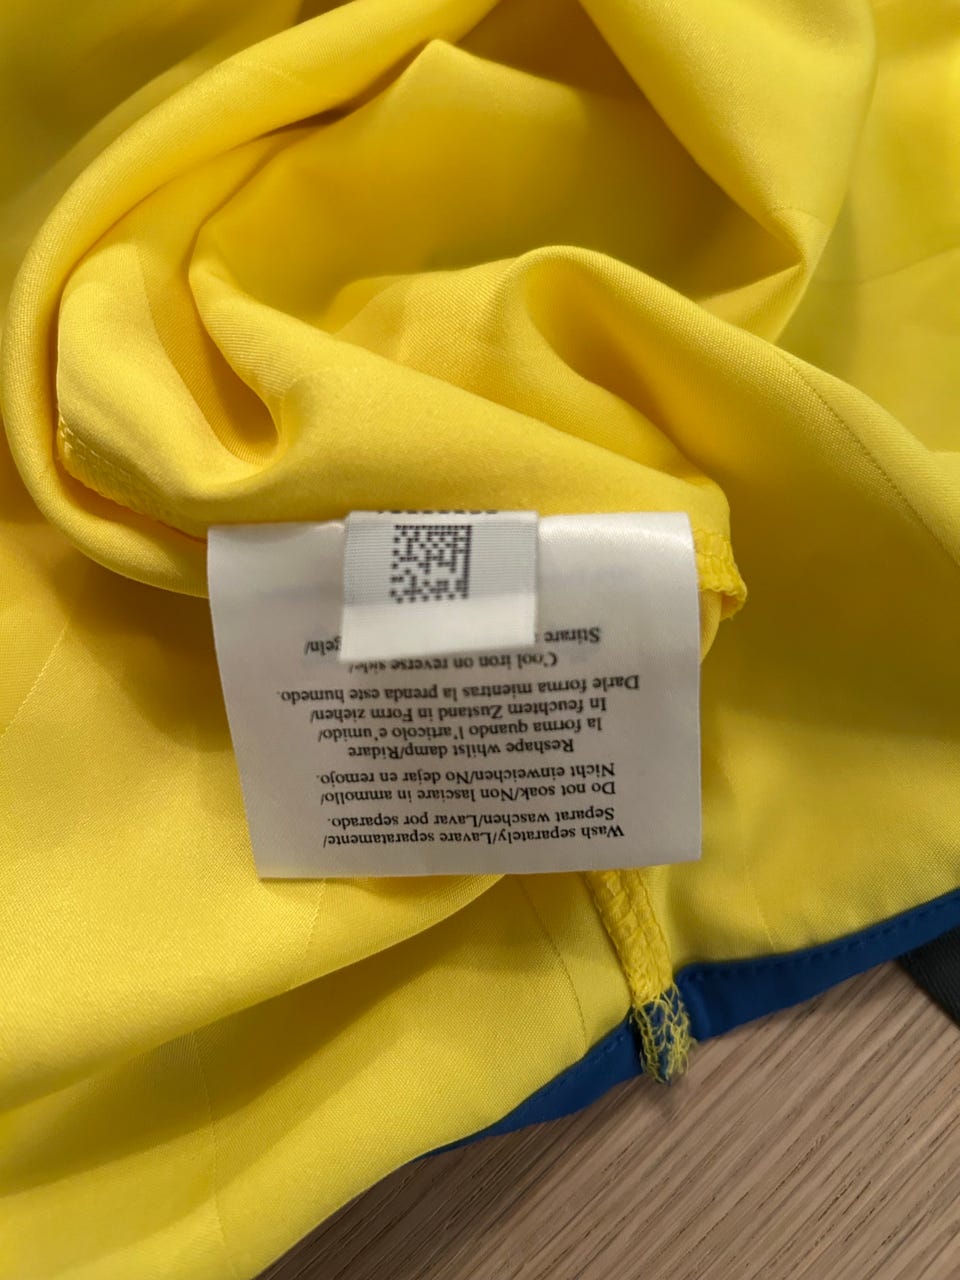 Wash separately/Lavare separatamente/
Separat waschen/Lavar por separado.
Do not soak/Non lasciare in ammollo/
Nicht einweichen/No dejar en remojo.
Reshape whilst damp/Ridare
la forma quando l'articolo e'umido/
In feuchtem Zustand in Form ziehen/
Darle forma mientras la prenda este humedo.
Cool iron on reverse side/
Stirare